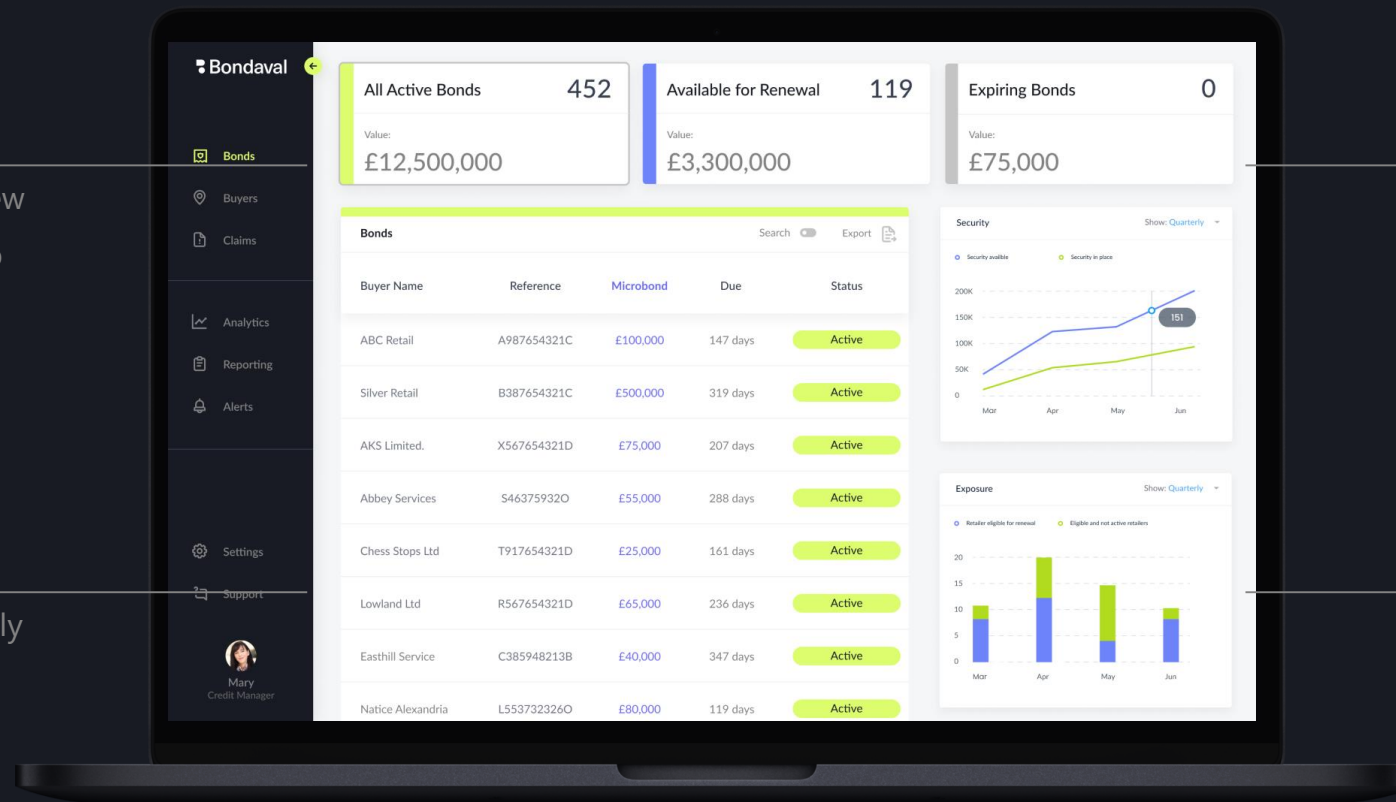 Bondaval
Bonds
Buyers
Claims
Analytics
Reporting
Alerts
Settings
Support
Mary
Credit Manager
All Active Bonds 452
Value:
£12,500,000
Available for Renewal 119
Value:
£3,300,000
Expiring Bonds 0
Value:
£75,000
Bonds Search Export
Buyer Name Reference Microbond Due Status
ABC Retail A987654321C £100,000 147 days Active
Silver Retail B387654321C £500,000 319 days Active
AKS Limited. X567654321D £75,000 207 days Active
Abbey Services S46375932O £55,000 288 days Active
Chess Stops Ltd T917654321D £25,000 161 days Active
Lowland Ltd R567654321D £65,000 236 days Active
Easthill Service C385948213B £40,000 347 days Active
Natice Alexandria L553732326O £80,000 119 days Active
Security Show: Quarterly
Security availble Security in place
200K
150K
151
100K
50K
0
Mar Apr May Jun
Exposure Show: Quarterly
Retailer eligible for renewal Eligible and not active retailers
20
15
10
5
0
Mar Apr May Jun
ly